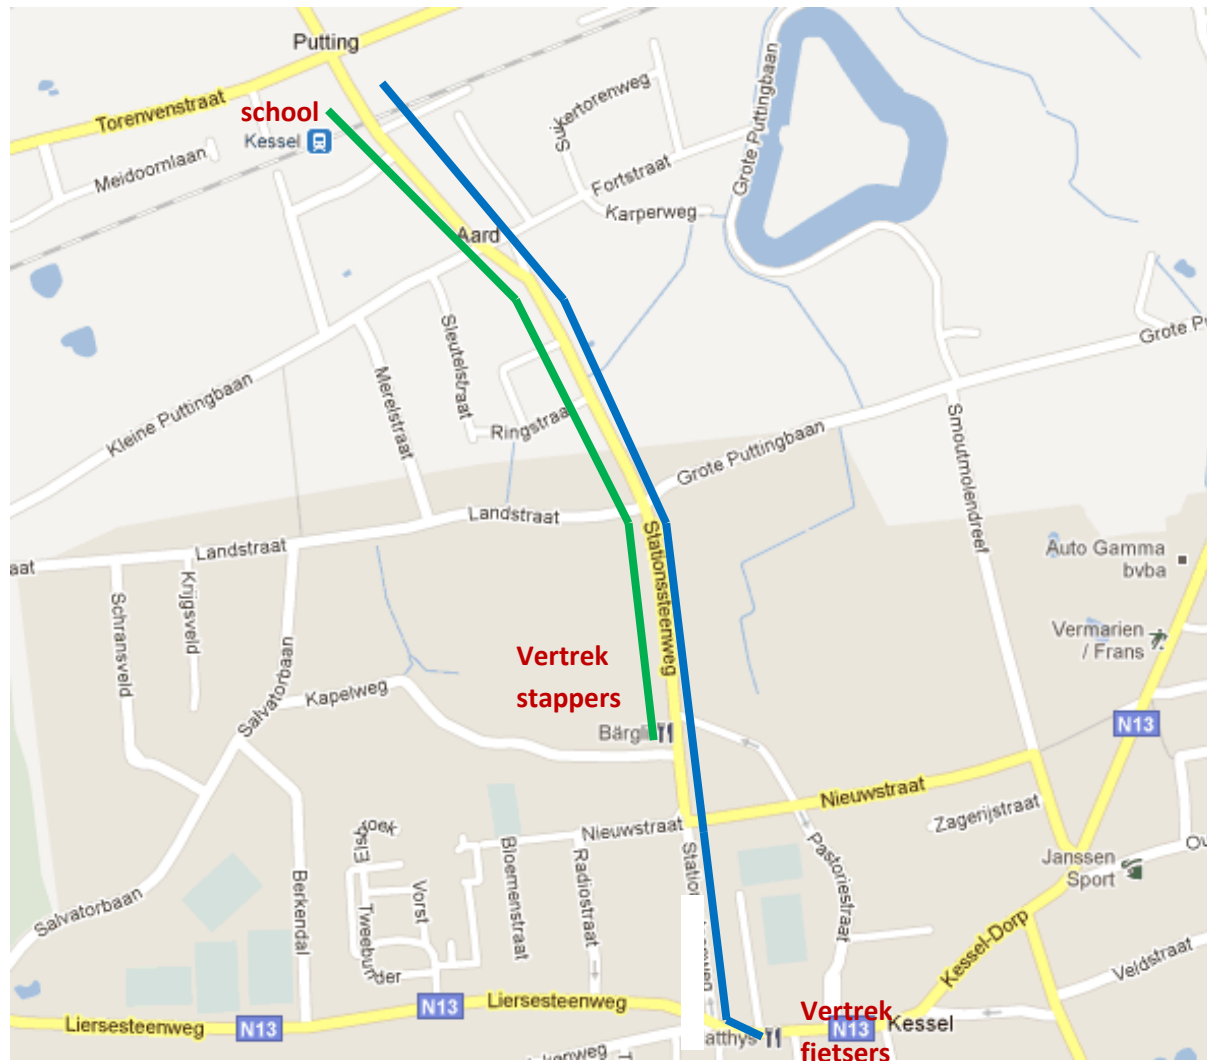 Putting
Torenvenstraat
school
Kessel
Meidoornlaan
Snijkertorenweg
Grote Puttingbaan
Fortstraat
Karperweg
Aard
Sleutelstraat
Merelstraat
Kleine Puttingbaan
Ringstraat
Grote Puttingbaan
Grote Puttingbaan
Smoutmolendreef
Landstraat
Landstraat
Stationssteenweg
Auto Gamma
bvba
Schransveld
Krijgsveld
Salvatorbaan
Kapelweg
Vertrek
stappers
Vermarien
/ Frans
N13
Bärgli
Nieuwstraat
Nieuwstraat
Zagerijstraat
Pastoriestraat
Janssen
Sport
Bloemenstraat
Radiostraat
Vorst
Tweebunder
Berkendal
Salvatorbaan
Kessel-Dorp
Veldstraat
Liersesteenweg
N13
N13
Liersesteenweg
N13
Kessel
Vertrek
fietsers